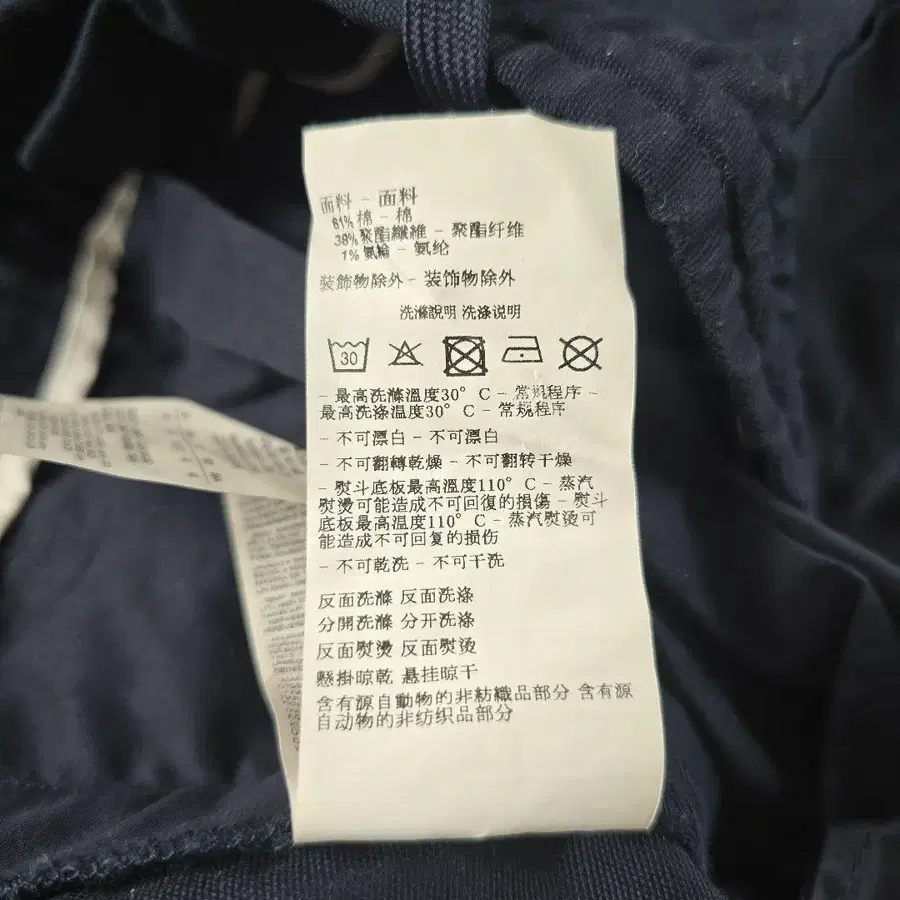 面料 - 面料
61% 棉 - 棉
38% 聚酯纖維 - 聚酯纤维
1% 氨綸 - 氨纶
装飾物除外 - 装饰物除外
洗滌說明 洗涤说明
30
- 最高洗滌溫度30° C - 常規程序 -
最高洗涤温度30° C - 常规程序
- 不可漂白 - 不可漂白
- 不可翻轉乾燥 - 不可翻转干燥
- 熨斗底板最高溫度110° C - 蒸汽
熨燙可能造成不可回復的損傷 - 熨斗
底板最高温度110° C - 蒸汽熨烫可
能造成不可回复的损伤
- 不可乾洗 - 不可干洗
反面洗滌 反面洗涤
分開洗滌 分开洗涤
反面熨燙 反面熨烫
懸掛晾乾 悬挂晾干
含有源自動物的非紡織品部分 含有源
自动物的非纺织品部分